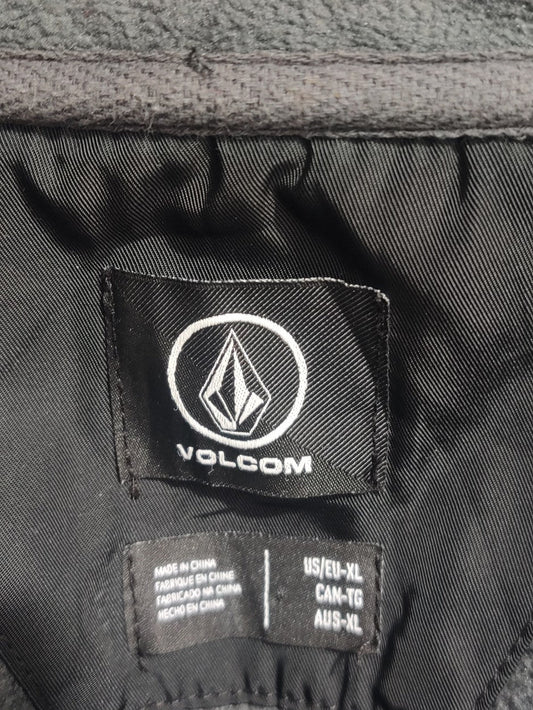 VOLCOM
MADE IN CHINA
FABRIQUE EN CHINE
FABRICADO NA CHINA
HECHO EN CHINA
US/EU-XL
CAN-TG
AUS-XL